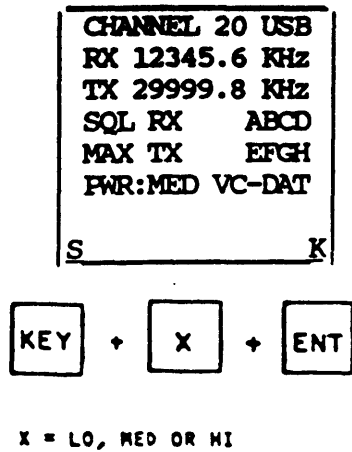 CHANNEL 20 USB
RX 12345.6 KHz
TX 29999.8 KHz
SQL RX ABCD
MAX TX EFGH
PWR:MED VC-DAT
S K
KEY + X + ENT
X = LO, MED OR HI